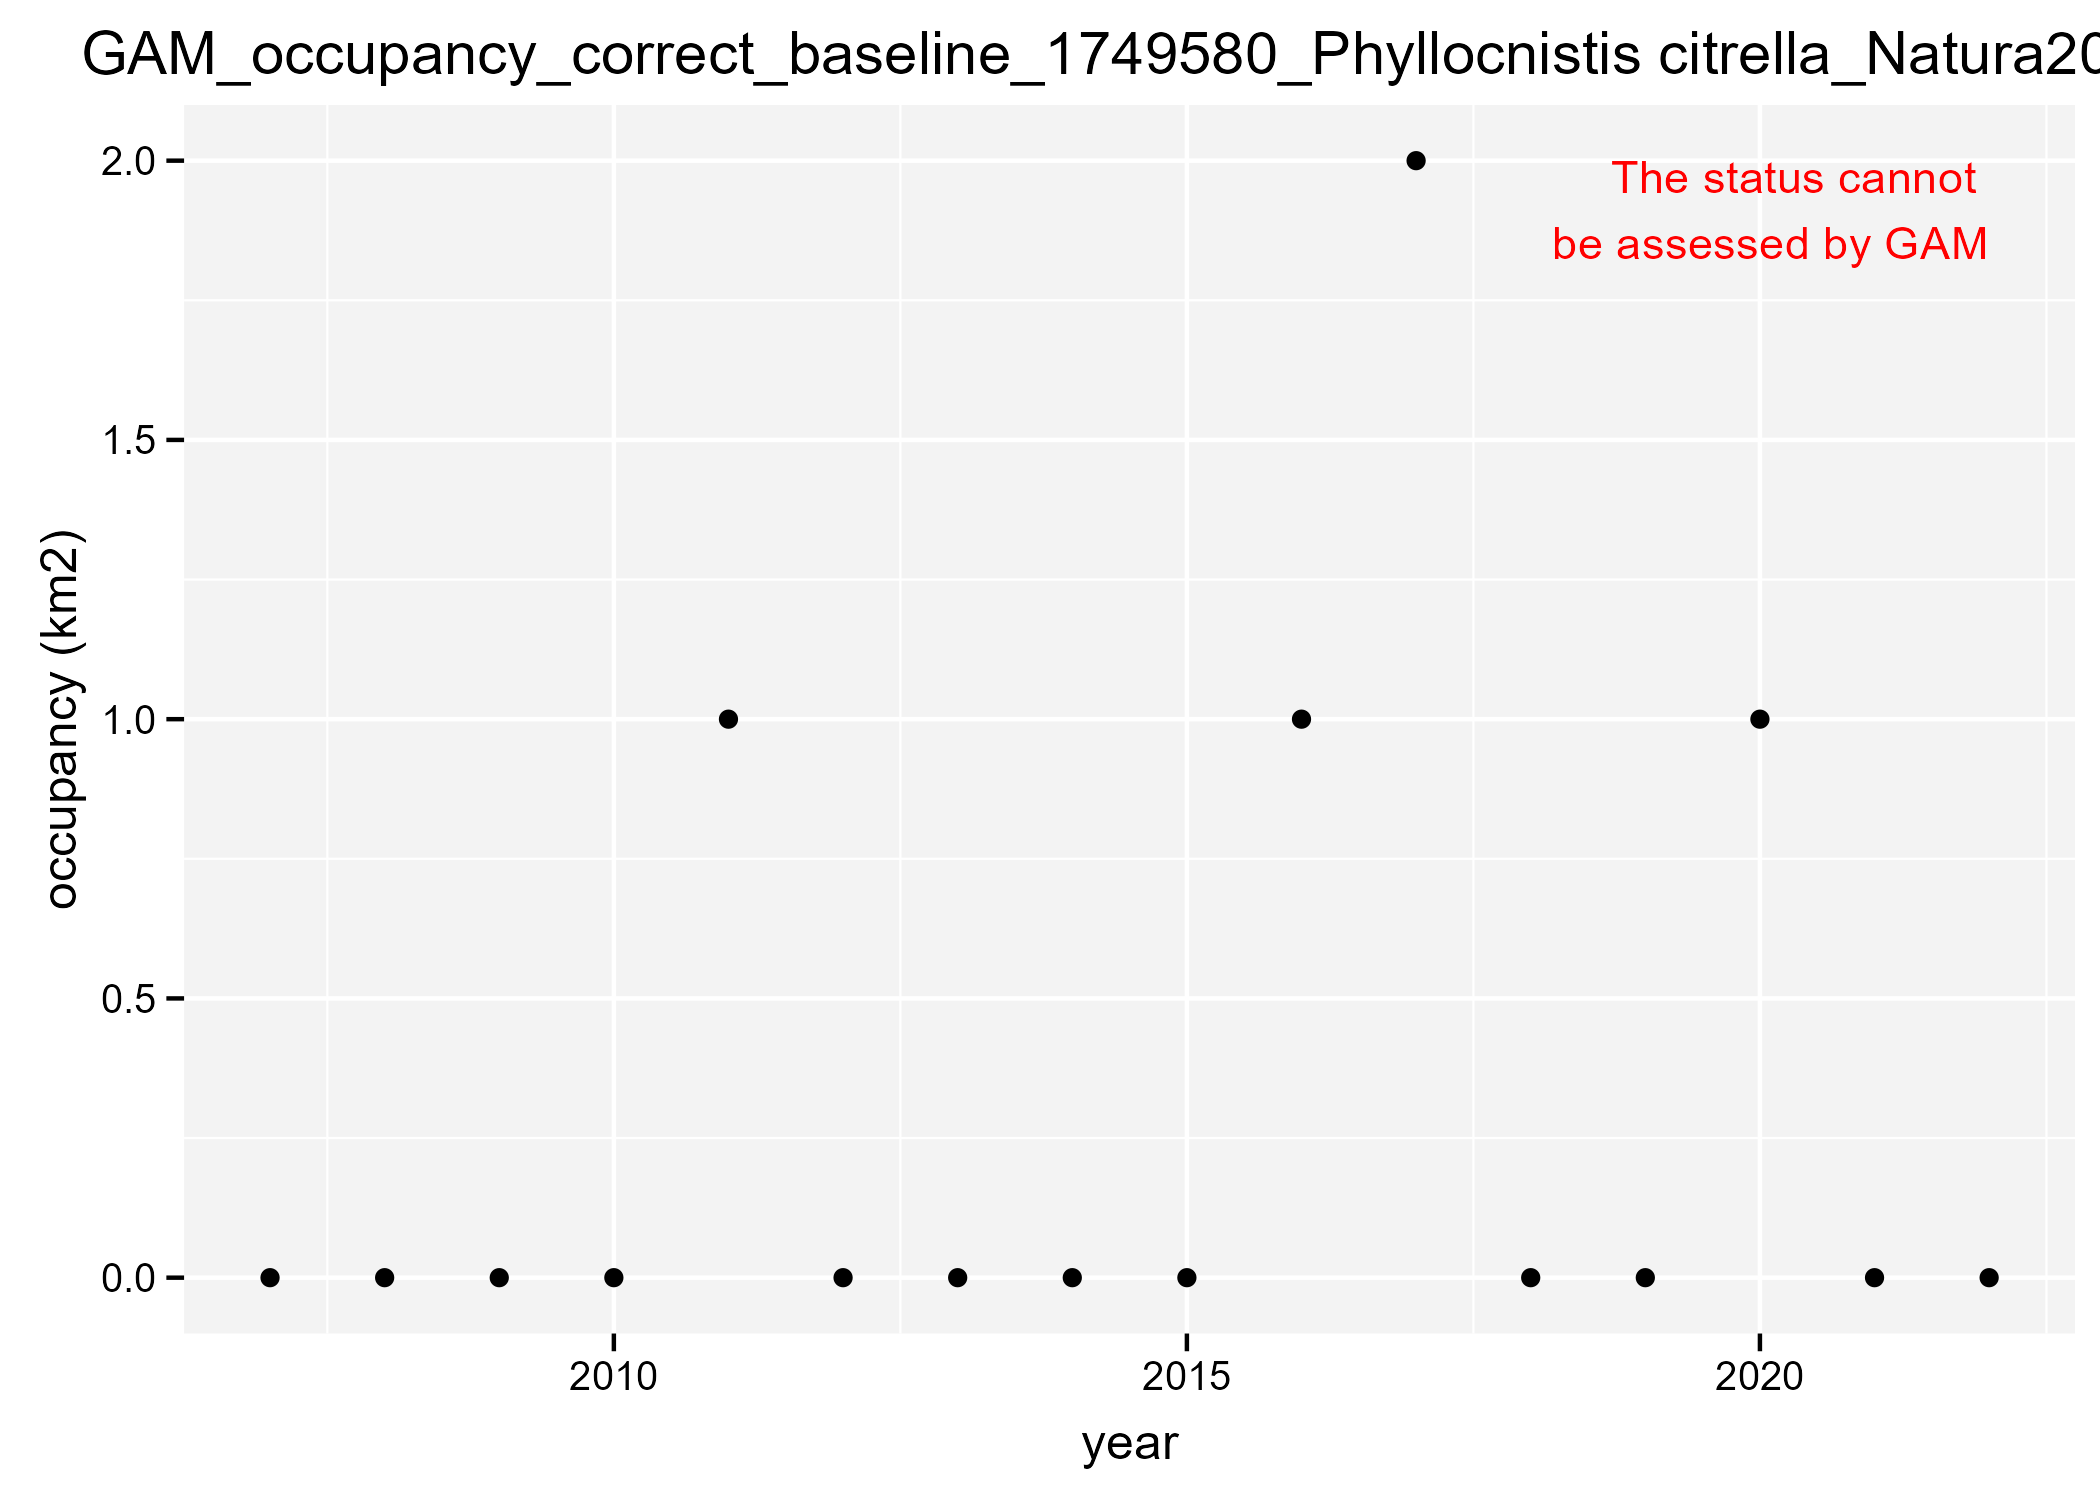 GAM_occupancy_correct_baseline_1749580_Phyllocnistis citrella_Natura20
2.0
The status cannot
be assessed by GAM
1.5
occupancy (km2)
1.0
0.5
0.0
2010
2015
2020
year